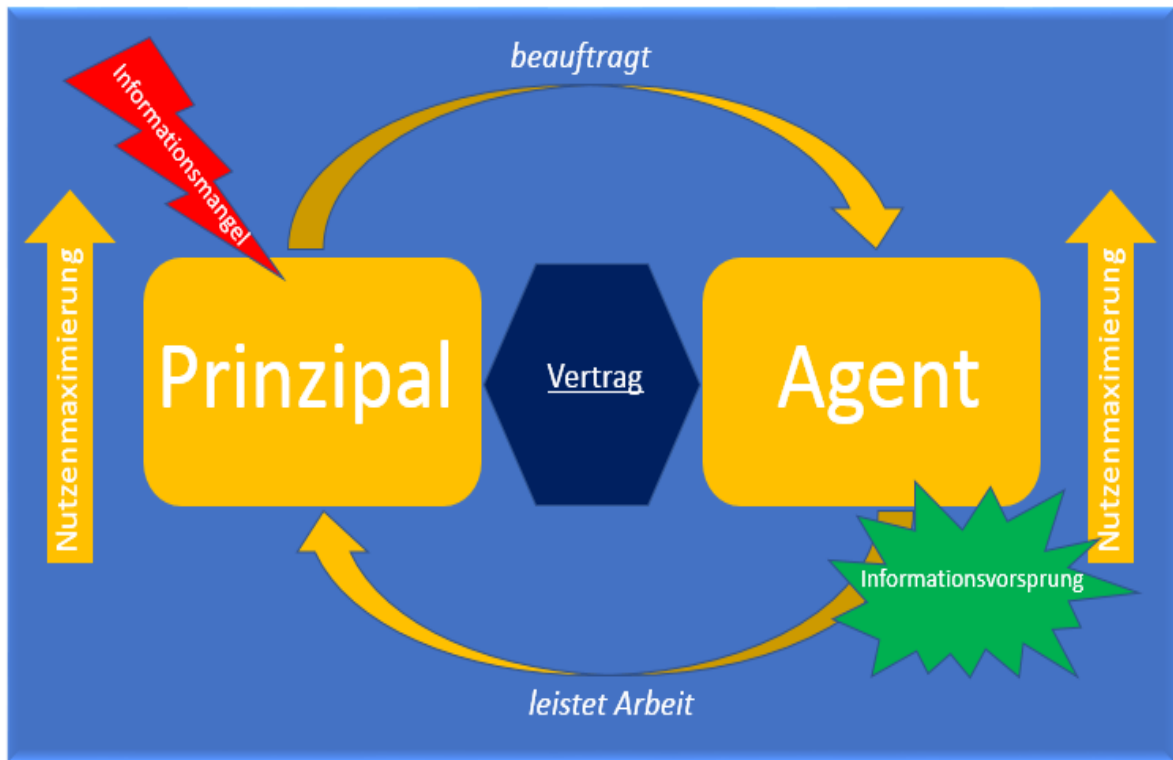 beauftragt
Informationsmangel
Nutzenmaximierung
Prinzipal
Vertrag
Agent
Nutzenmaximierung
Informationsvorsprung
leistet Arbeit